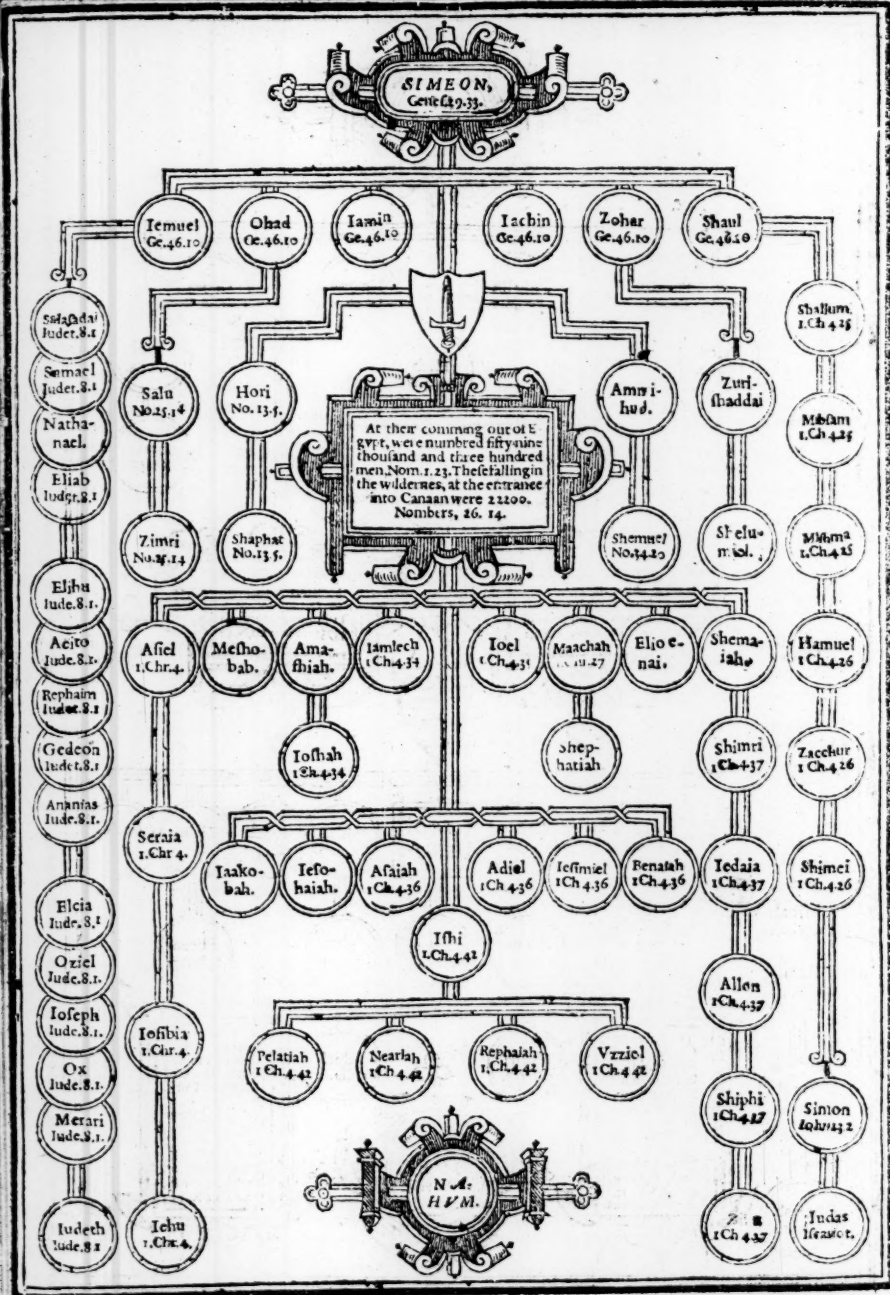 SIMEON,
Genes.29.33.
Iemuel
Ge.46.10
Ohad
Ge.46.10
Iamin
Ge.46.10
Iachin
Ge.46.10
Zohar
Ge.46.10
Shaul
Ge.46.10
Salasadai
Iudet.8.1
Samael
Iudet.8.1
Natha-
nael.
Eliab
Iudet.8.1
Elihu
Iude.8.1.
Acito
Iude.8.1.
Rephaim
Iudet.8.1
Gedeon
Iudet.8.1
Ananias
Iude.8.1.
Elcia
Iude.8.1
Oziel
Iude.8.1.
Ioseph
Iude.8.1.
Ox
Iude.8.1.
Merari
Iude.8.1.
Iudeth
Iude.8.1
Salu
No.25.14
Zimri
No.25.14
Hori
No.13.5.
Shaphat
No.13.5.
At their comming out of E-
gypt, were numbred fifty nine
thousand and three hundred
men, Nom.1.23. These falling in
the wildernes, at the entrance
into Canaan were 22200.
Nombers, 26. 14.
Ammi-
hud.
Shemuel
No.34.20
Zuri-
shaddai
Shelu-
miel.
Shallum
1.Ch 4.25
Mibsam
1.Ch 4.25
Mishma
1.Ch.4.25
Hamuel
1 Ch.4.26
Zacchur
1 Ch.4 26
Shimei
1 Ch.4.26
Simon
Iohn.13.2
Iudas
Iscariot.
Asiel
1.Chr.4.
Mesho-
bab.
Ama-
shiah.
Iamlech
1 Ch.4.34
Ioel
1 Ch.4.35
Maachah
Elioe-
nai.
Shema-
iah.
Ioshah
1 Ch.4.34
Shep-
hatiah
Shimri
1 Ch.4.37
Seraia
1.Chr 4.
Iaako-
bah.
Ieso-
haiah.
Asaiah
1 Ch.4.36
Adiel
1 Ch.4.36
Iesimiel
1 Ch.4.36
Benaiah
1 Ch.4.36
Iedaia
1 Ch.4.37
Ishi
1.Ch.4.42
Allon
1 Ch.4.37
Iosibia
1.Chr.4.
Pelatiah
1 Ch.4.42
Neariah
1 Ch.4.42
Rephaiah
1.Ch.4.42
Vzziel
1 Ch.4 42
Shiphi
1 Ch.4.37
Iehu
1.Chr.4.
1 Ch 4.37
NA-
HVM.